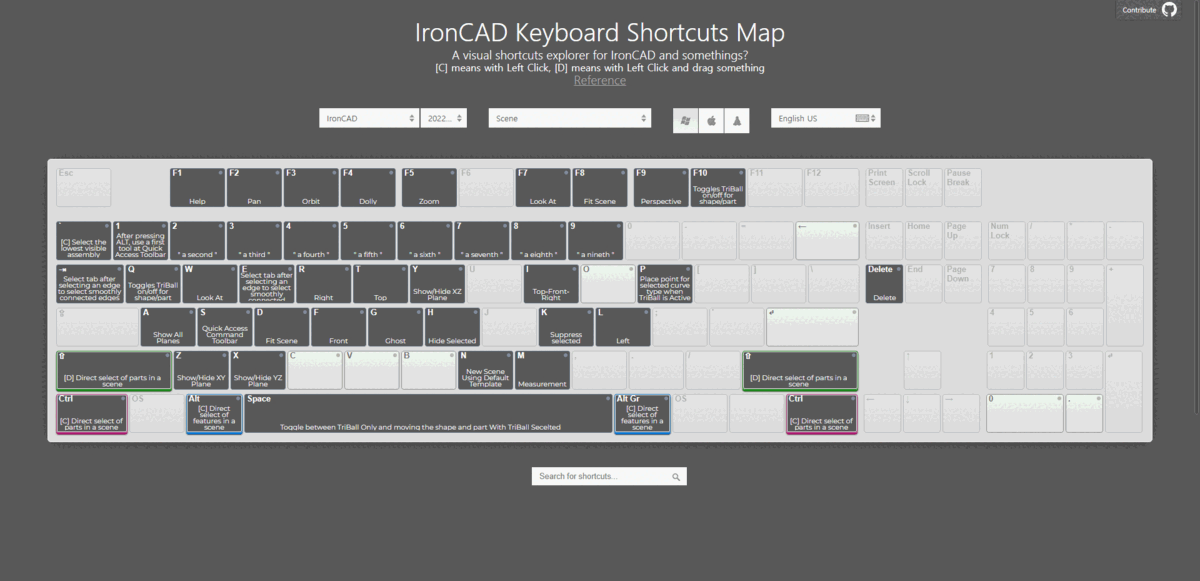 Contribute
IronCAD Keyboard Shortcuts Map
A visual shortcuts explorer for IronCAD and somethings?
[C] means with Left Click, [D] means with Left Click and drag something
Reference
IronCAD
2022...
Scene
English US
Esc
F1
Help
F2
Pan
F3
Orbit
F4
Dolly
F5
Zoom
F6
F7
Look At
F8
Fit Scene
F9
Perspective
F10
Toggles TriBall
on/off for
shape/part
F11
F12
Print
Screen
Scroll
Lock
Pause
Break
[C] Select the
lowest visible
assembly
1
After pressing
ALT, use a first
tool at Quick
Access Toolbar
2
" a second "
3
" a third "
4
" a fourth "
5
" a fifth "
6
" a sixth "
7
" a seventh "
8
" a eighth "
9
" a nineth "
0
-
=
←
Insert
Home
Page
Up
Num
Lock
/
*
-
⇥
Select tab after
selecting an edge
to select smoothly
connected edges
Q
Toggles TriBall
on/off for
shape/part
W
Look At
E
Select tab after
selecting an
edge to select
smoothly
connected
R
Right
T
Top
Y
Show/Hide XZ
Plane
U
I
Top-Front-
Right
O
P
Place point for
selected curve
type when
TriBall is Active
[
]
\
Delete
Delete
End
Page
Down
7
8
9
+
⇪
A
Show All
Planes
S
Quick Access
Command
Toolbar
D
Fit Scene
F
Front
G
Ghost
H
Hide Selected
J
K
Suppress
selected
L
Left
;
'
↵
4
5
6
⇧
[D] Direct select of parts in a
scene
Z
Show/Hide XY
Plane
X
Show/Hide YZ
Plane
C
V
B
N
New Scene
Using Default
Template
M
Measurement
,
.
/
⇧
[D] Direct select of parts in a
scene
↑
1
2
3
↵
Ctrl
[C] Direct select of
parts in a scene
OS
Alt
[C] Direct
select of
features in a
scene
Space
Toggle between TriBall Only and moving the shape and part With TriBall Secelted
Alt Gr
[C] Direct
select of
features in a
scene
OS
Ctrl
[C] Direct select of
parts in a scene
←
↓
→
0
.
Search for shortcuts...